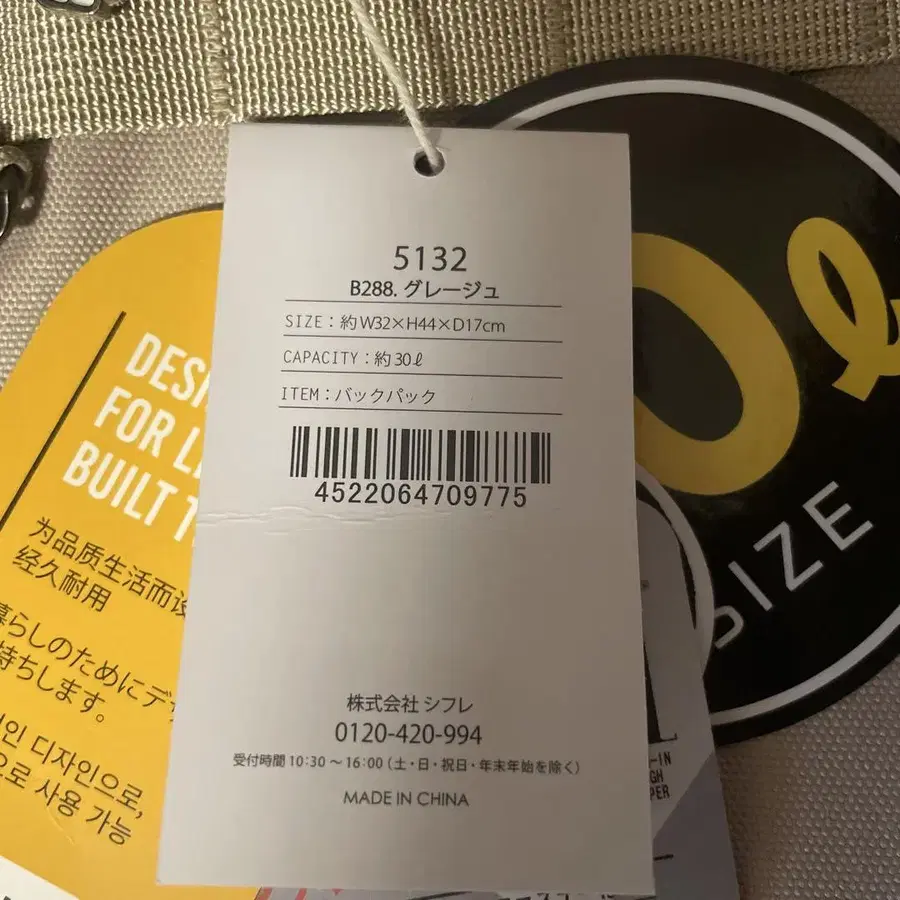 5132
B288. グレージュ
SIZE：約W32×H44×D17cm
CAPACITY：約30ℓ
ITEM：バックパック
4522064709775
株式会社 シフレ
0120-420-994
受付時間 10:30 ～ 16:00（土・日・祝日・年末年始を除く）
MADE IN CHINA
FOR
BUILT
为品质生活而
经久耐用
暮らしのためにデ
持ちします。
인 디자인으로,
으로 사용 가능
0ℓ
SIZE
-IN